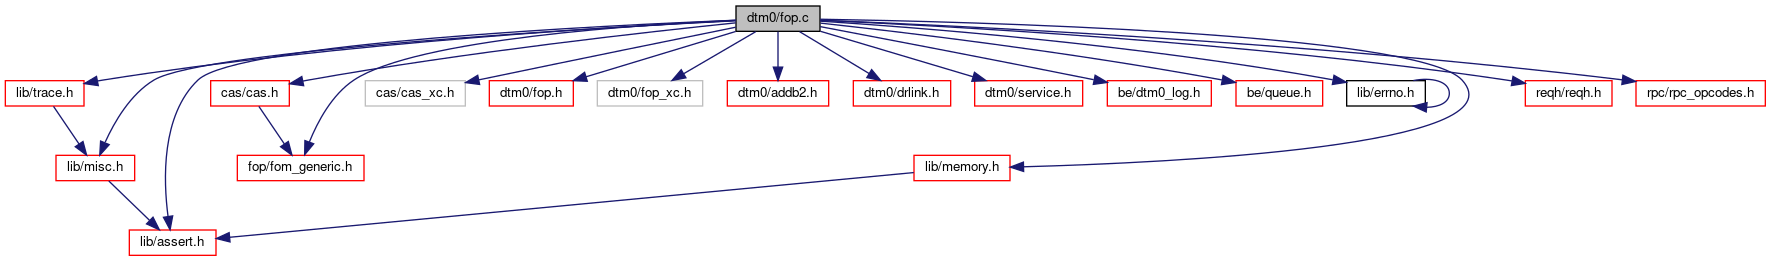 dtm0/fop.c
lib/trace.h
cas/cas.h
cas/cas_xc.h
dtm0/fop.h
dtm0/fop_xc.h
dtm0/addb2.h
dtm0/drlink.h
dtm0/service.h
be/dtm0_log.h
be/queue.h
lib/errno.h
reqh/reqh.h
rpc/rpc_opcodes.h
lib/misc.h
fop/fom_generic.h
lib/memory.h
lib/assert.h